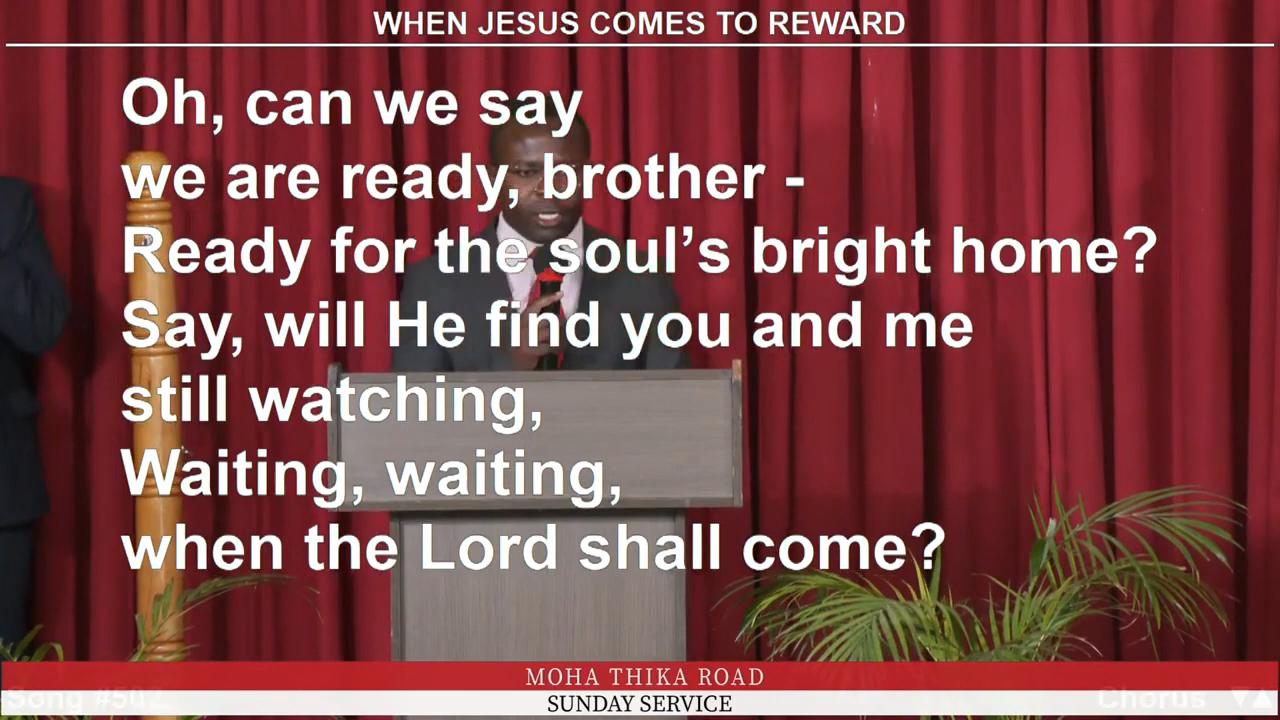 WHEN JESUS COMES TO REWARD
Oh, can we say
we are ready, brother -
Ready for the soul’s bright home?
Say, will He find you and me
still watching,
Waiting, waiting,
when the Lord shall come?
MOHA THIKA ROAD
SUNDAY SERVICE
Song
Chorus